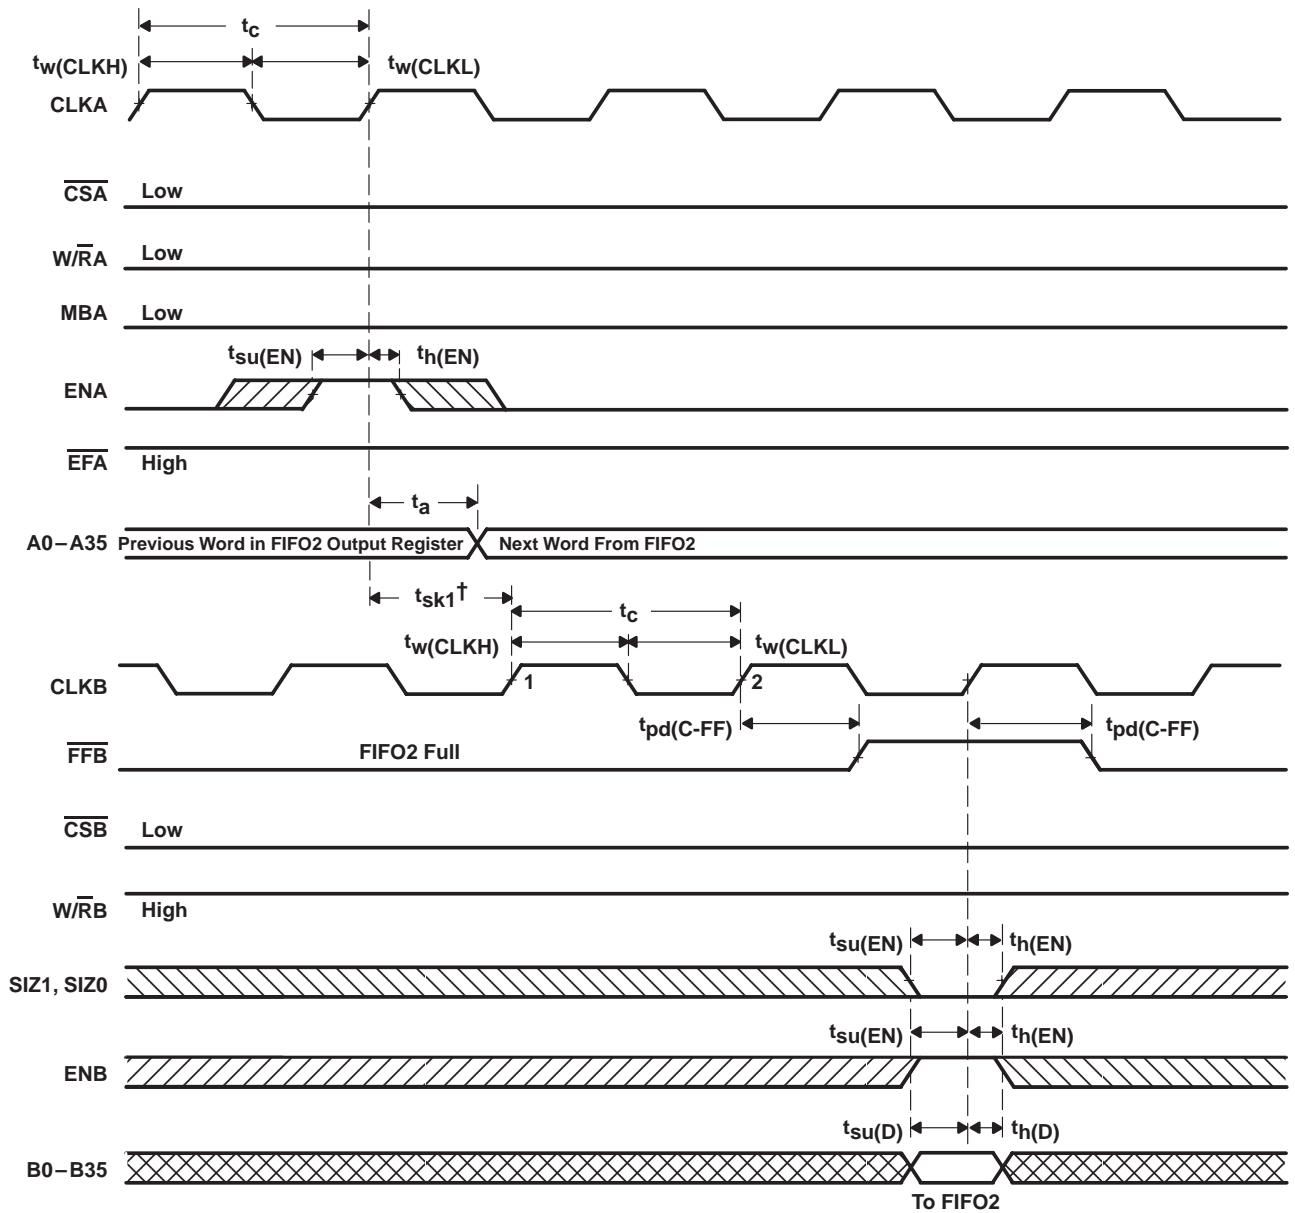 tc
tw(CLKH) tw(CLKL)
CLKA
CSA Low
W/RA Low
MBA Low
tsu(EN) th(EN)
ENA
EFA High
ta
A0–A35 Previous Word in FIFO2 Output Register Next Word From FIFO2
tsk1† tc
tw(CLKH) tw(CLKL)
CLKB 1 2
tpd(C-FF) tpd(C-FF)
FFB FIFO2 Full
CSB Low
W/RB High
tsu(EN) th(EN)
SIZ1, SIZ0
tsu(EN) th(EN)
ENB
tsu(D) th(D)
B0–B35
To FIFO2